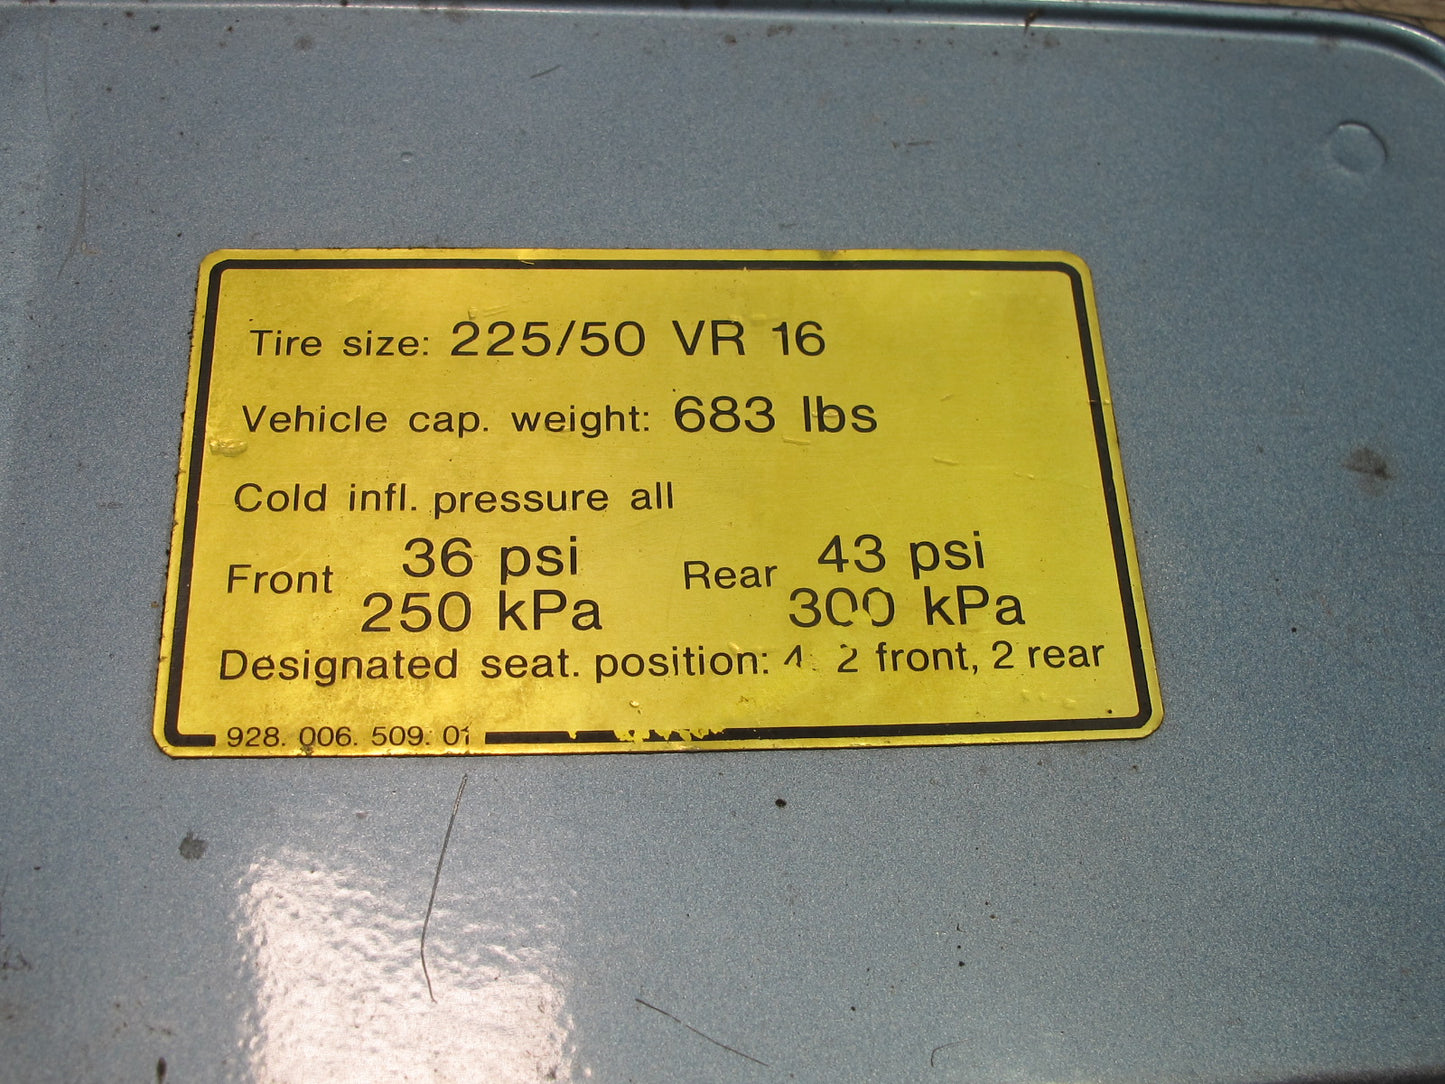 Tire size: 225/50 VR 16
Vehicle cap. weight: 683 lbs
Cold infl. pressure all
Front 36 psi Rear 43 psi
250 kPa 300 kPa
Designated seat. position: 4: 2 front, 2 rear
928. 006. 509. 01